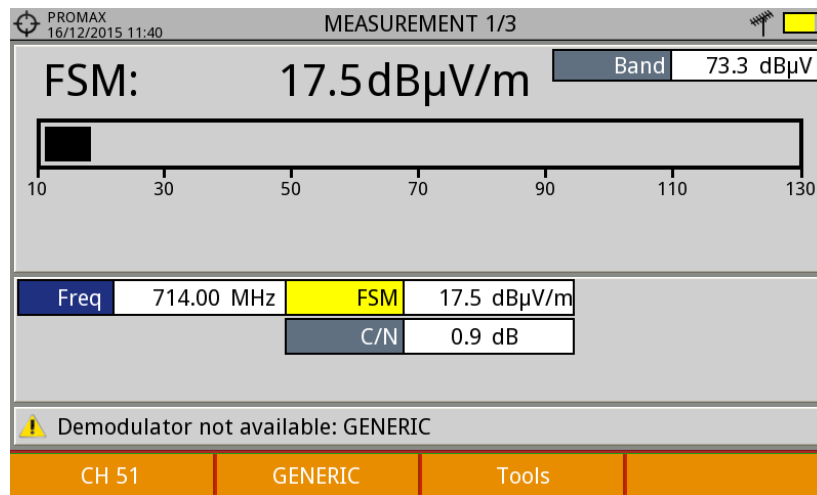 PROMAX
16/12/2015 11:40
MEASUREMENT 1/3
FSM: 17.5 dBμV/m
Band 73.3 dBμV
10 30 50 70 90 110 130
Freq 714.00 MHz FSM 17.5 dBμV/m
C/N 0.9 dB
Demodulator not available: GENERIC
CH 51 GENERIC Tools